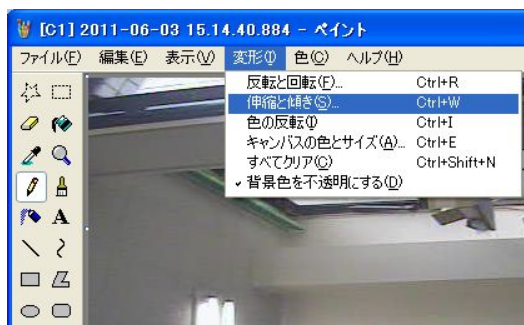 [C1] 2011-06-03 15.14.40.884 - ペイント
ファイル(F) 編集(E) 表示(V) 変形(I) 色(C) ヘルプ(H)
反転と回転(F)... Ctrl+R
伸縮と傾き(S)... Ctrl+W
色の反転(I) Ctrl+I
キャンバスの色とサイズ(A)... Ctrl+E
すべてクリア(C) Ctrl+Shift+N
✓ 背景色を不透明にする(D)
A